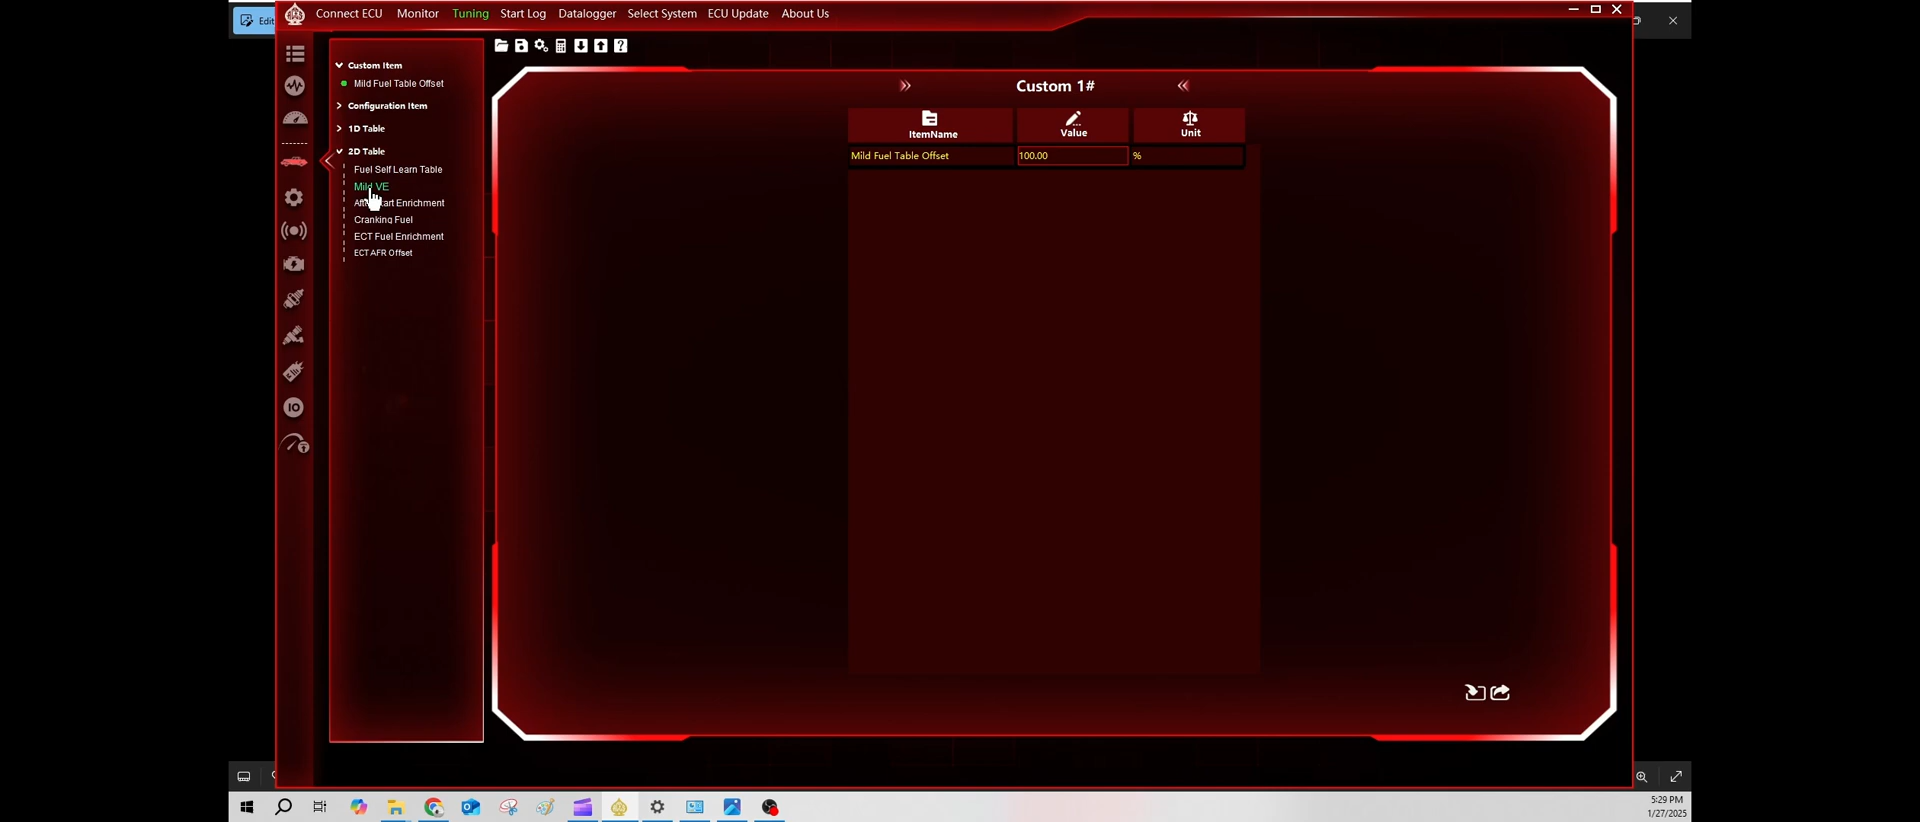 Edit
Connect ECU Monitor Tuning Start Log Datalogger Select System ECU Update About Us
Custom Item
Mild Fuel Table Offset
Configuration Item
1D Table
2D Table
Fuel Self Learn Table
Mild VE
Cranking Fuel
ECT Fuel Enrichment
ECT AFR Offset
Custom 1#
ItemName Value Unit
Mild Fuel Table Offset 100.00 %
IO
5:29 PM
1/27/2025